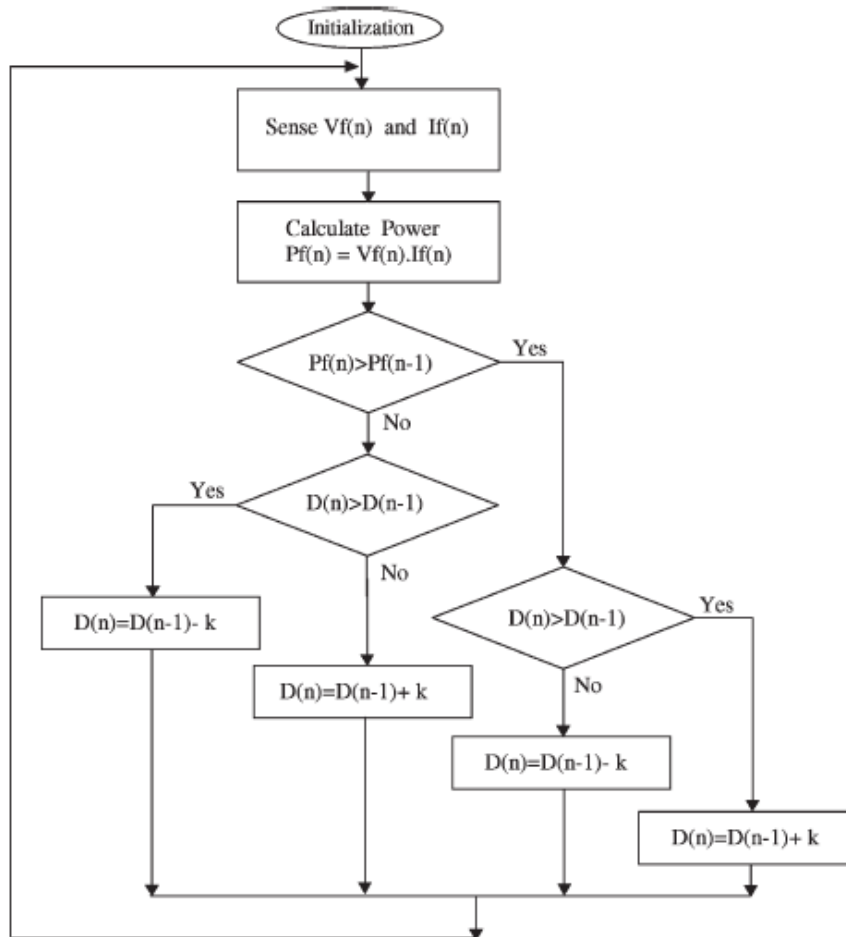 Initialization
Sense Vf(n) and If(n)
Calculate Power
Pf(n) = Vf(n).If(n)
Pf(n)>Pf(n-1)
Yes
No
D(n)>D(n-1)
Yes
No
D(n)=D(n-1)- k
D(n)=D(n-1)+ k
D(n)>D(n-1)
Yes
No
D(n)=D(n-1)- k
D(n)=D(n-1)+ k